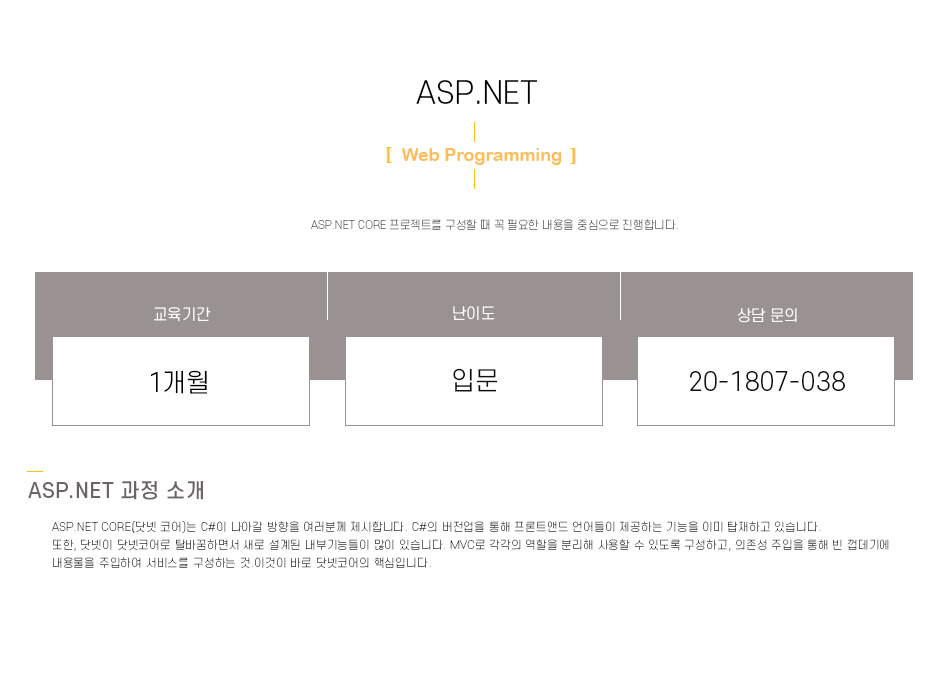 ASP.NET
[ Web Programming ]
ASP.NET CORE 프로젝트를 구성할 때 꼭 필요한 내용을 중심으로 진행합니다.
교육기간
난이도
상담 문의
1개월
입문
20-1807-038
ASP.NET 과정 소개
ASP.NET CORE(닷넷 코어)는 C#이 나아갈 방향을 여러분께 제시합니다. C#의 버전업을 통해 프론트앤드 언어들이 제공하는 기능을 이미 탑재하고 있습니다.
또한, 닷넷이 닷넷코어로 탈바꿈하면서 새로 설계된 내부기능들이 많이 있습니다. MVC로 각각의 역할을 분리해 사용할 수 있도록 구성하고, 의존성 주입을 통해 빈 껍데기에
내용물을 주입하여 서비스를 구성하는 것.이것이 바로 닷넷코어의 핵심입니다.